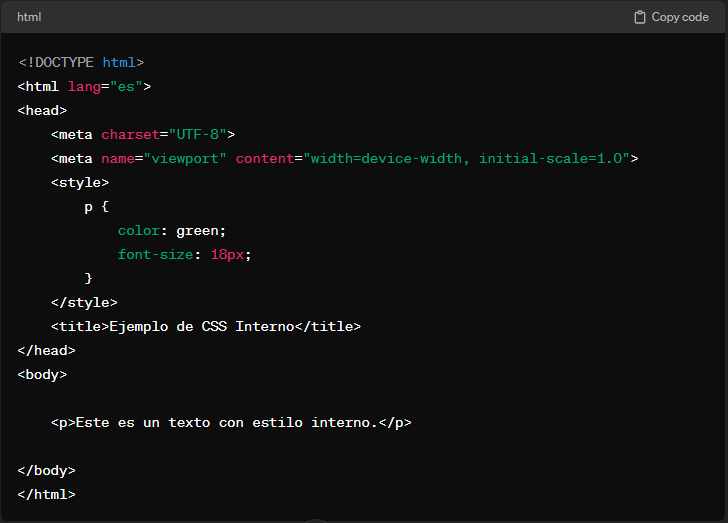 html
Copy code
<!DOCTYPE html>
<html lang="es">
<head>
    <meta charset="UTF-8">
    <meta name="viewport" content="width=device-width, initial-scale=1.0">
    <style>
        p {
            color: green;
            font-size: 18px;
        }
    </style>
    <title>Ejemplo de CSS Interno</title>
</head>
<body>

    <p>Este es un texto con estilo interno.</p>

</body>
</html>